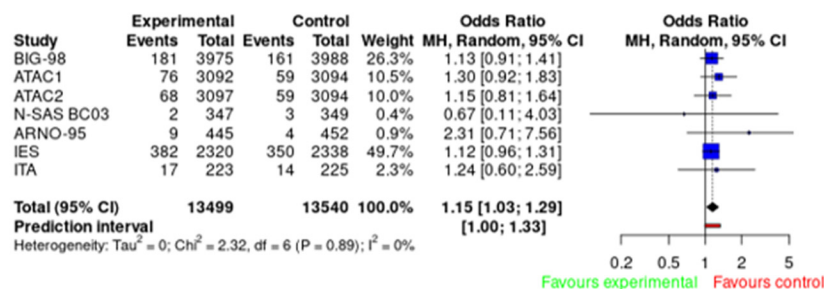 Experimental Control Odds Ratio Odds Ratio
Study Events Total Events Total Weight MH, Random, 95% CI MH, Random, 95% CI
BIG-98 181 3975 161 3988 26.3% 1.13 [0.91; 1.41]
ATAC1 76 3092 59 3094 10.5% 1.30 [0.92; 1.83]
ATAC2 68 3097 59 3094 10.0% 1.15 [0.81; 1.64]
N-SAS BC03 2 347 3 349 0.4% 0.67 [0.11; 4.03]
ARNO-95 9 445 4 452 0.9% 2.31 [0.71; 7.56]
IES 382 2320 350 2338 49.7% 1.12 [0.96; 1.31]
ITA 17 223 14 225 2.3% 1.24 [0.60; 2.59]
Total (95% CI) 13499 13540 100.0% 1.15 [1.03; 1.29]
Prediction interval [1.00; 1.33]
Heterogeneity: Tau² = 0; Chi² = 2.32, df = 6 (P = 0.89); I² = 0%
0.2 0.5 1 2 5
Favours experimental Favours control